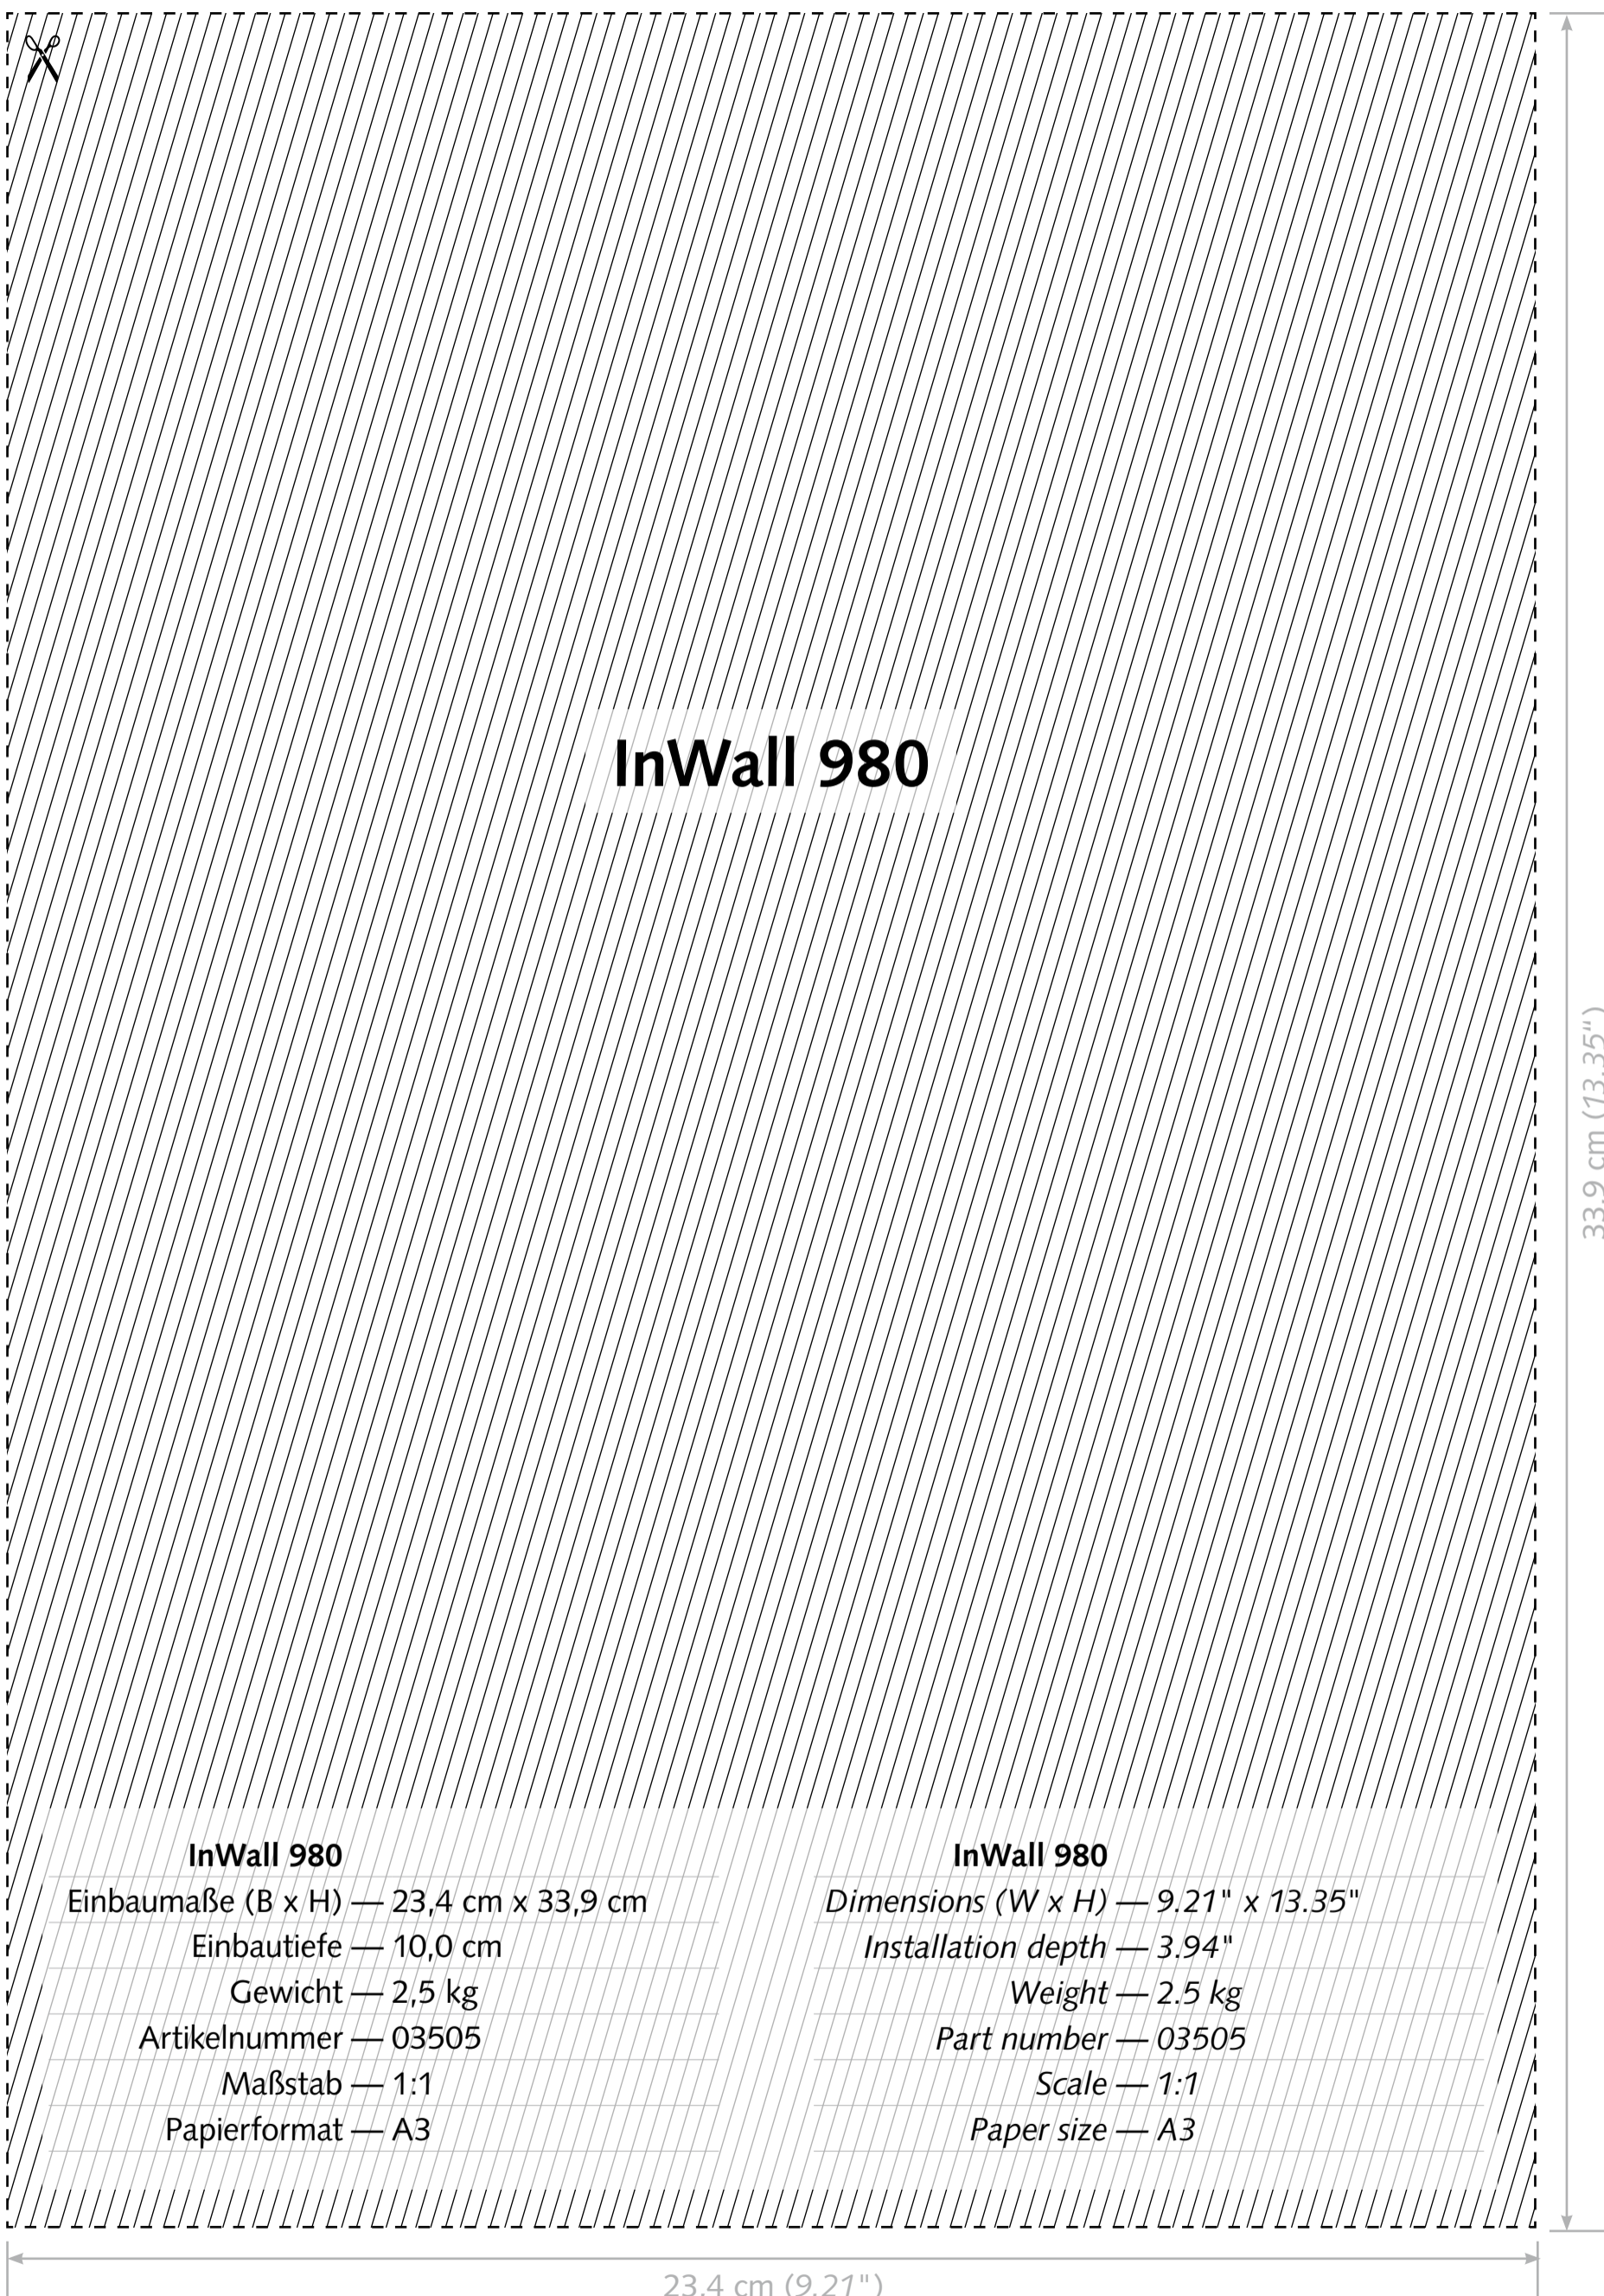 InWall 980
33,9 cm (13.35")
InWall 980
Einbaumaße (B x H) — 23,4 cm x 33,9 cm
Einbautiefe — 10,0 cm
Gewicht — 2,5 kg
Artikelnummer — 03505
Maßstab — 1:1
Papierformat — A3
InWall 980
Dimensions (W x H) — 9.21" x 13.35"
Installation depth — 3.94"
Weight — 2.5 kg
Part number — 03505
Scale — 1:1
Paper size — A3
23,4 cm (9.21")